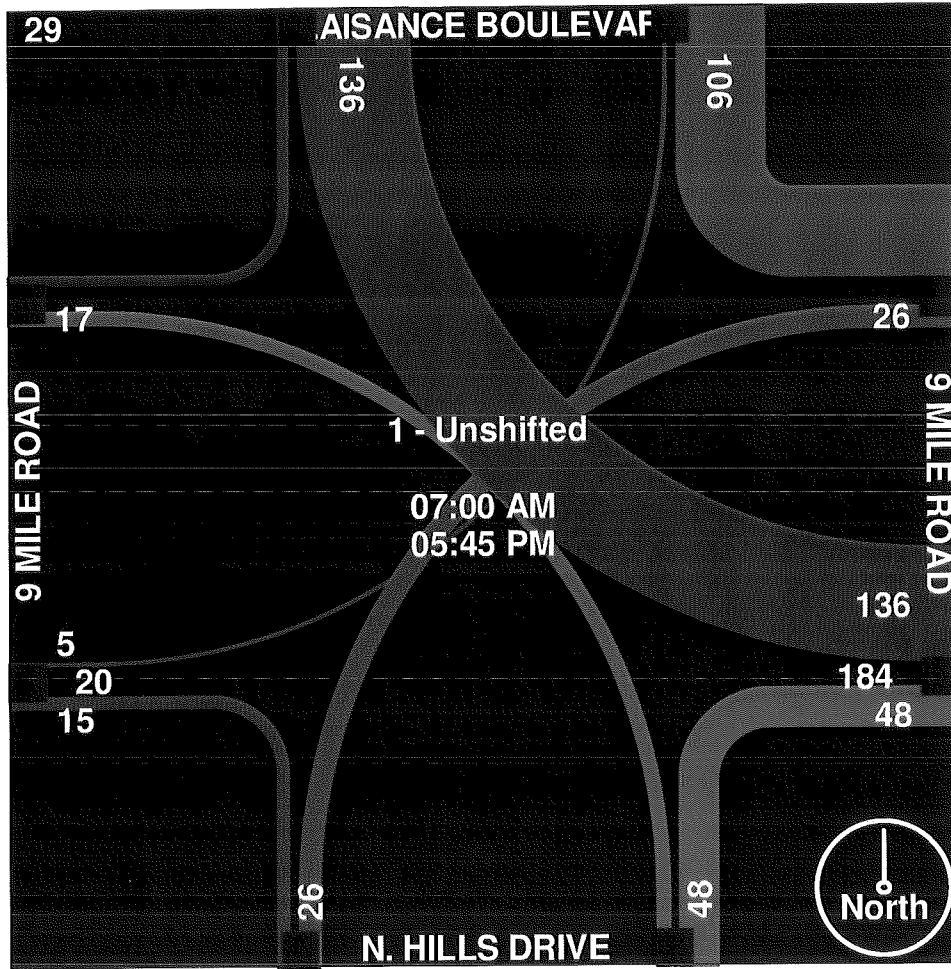 29
.AISANCE BOULEVAF
136
106
17
26
1 - Unshifted
9 MILE ROAD
9 MILE ROAD
07:00 AM
05:45 PM
136
5
20
184
15
48
26
48
North
N. HILLS DRIVE